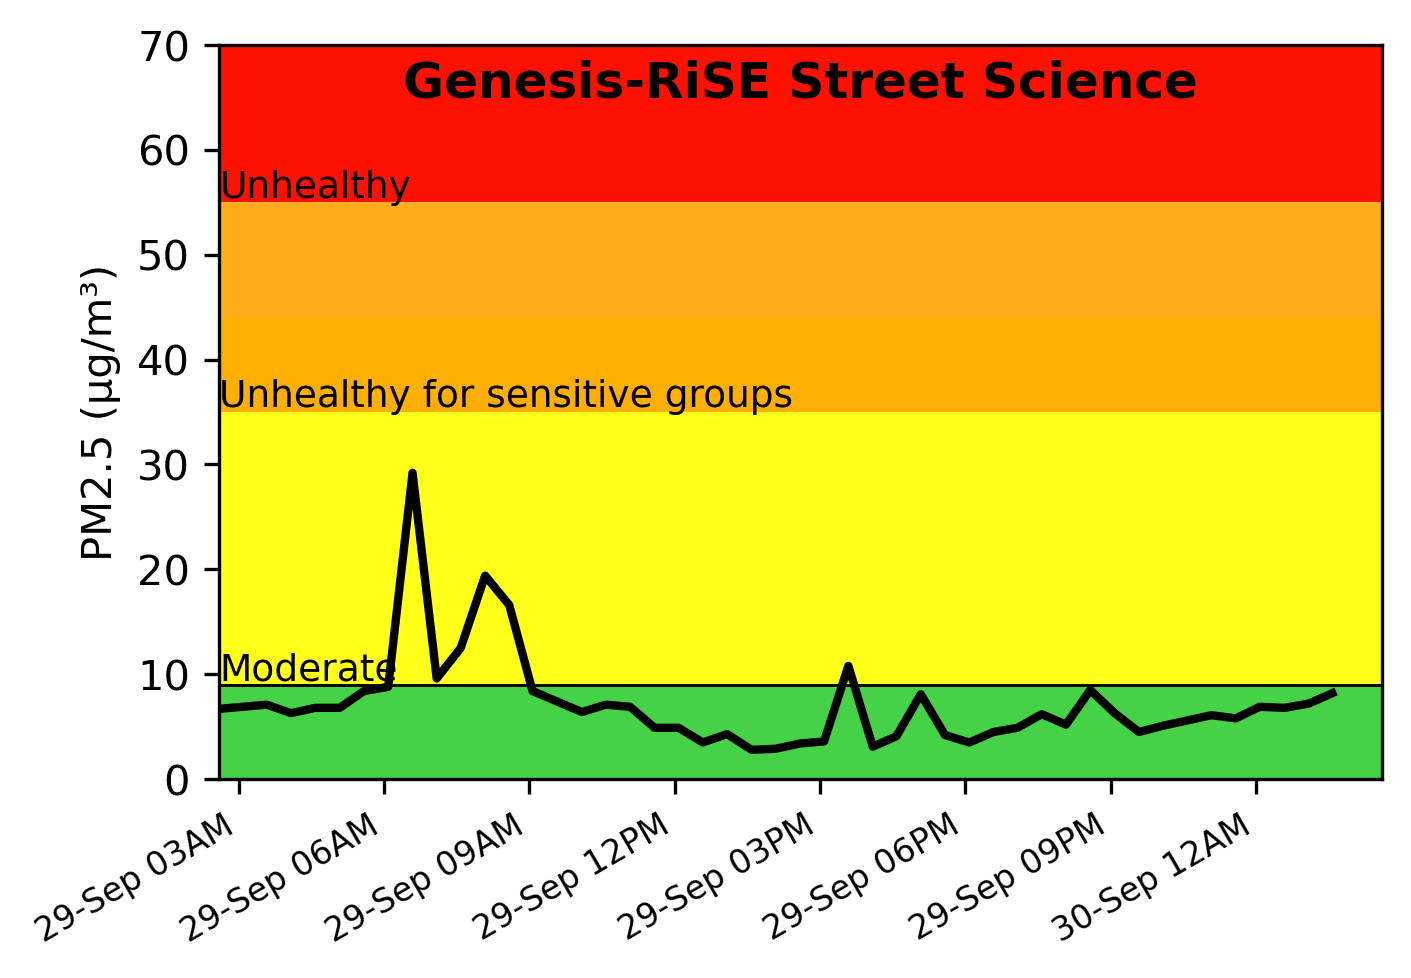 Genesis-RiSE Street Science
PM2.5 (µg/m³)
70
60
50
40
30
20
10
0
Unhealthy
Unhealthy for sensitive groups
Moderate
29-Sep 03AM
29-Sep 06AM
29-Sep 09AM
29-Sep 12PM
29-Sep 03PM
29-Sep 06PM
29-Sep 09PM
30-Sep 12AM